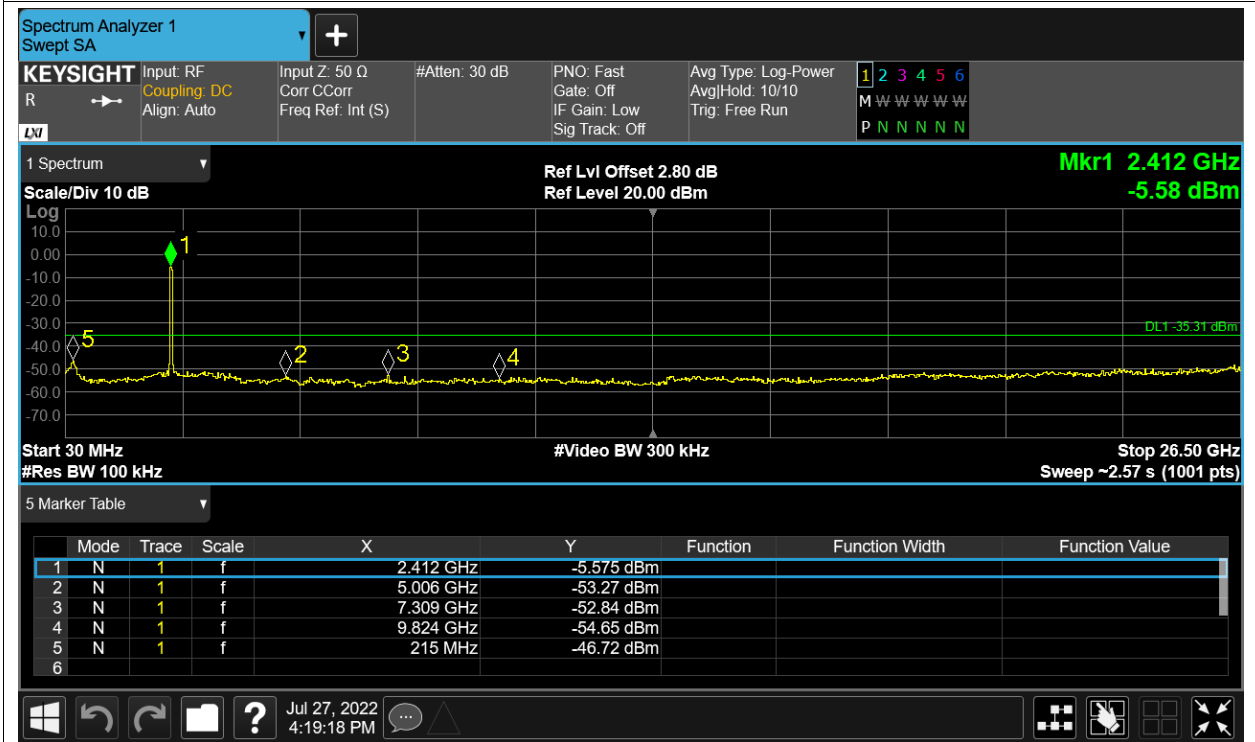 Spectrum Analyzer 1
Swept SA
+
KEYSIGHT
R
LXI
Input: RF
Coupling: DC
Align: Auto
Input Z: 50 Ω
Corr CCorr
Freq Ref: Int (S)
#Atten: 30 dB
PNO: Fast
Gate: Off
IF Gain: Low
Sig Track: Off
Avg Type: Log-Power
Avg|Hold: 10/10
Trig: Free Run
1 2 3 4 5 6
M W W W W W
P N N N N N
1 Spectrum
Scale/Div 10 dB
Ref Lvl Offset 2.80 dB
Ref Level 20.00 dBm
Mkr1 2.412 GHz
-5.58 dBm
Log
10.0
0.00
-10.0
-20.0
-30.0
-40.0
-50.0
-60.0
-70.0
1
5
2
3
4
DL1 -35.31 dBm
Start 30 MHz
#Video BW 300 kHz
Stop 26.50 GHz
#Res BW 100 kHz
Sweep ~2.57 s (1001 pts)
5 Marker Table
Mode Trace Scale X Y Function Function Width Function Value
1 N 1 f 2.412 GHz -5.575 dBm
2 N 1 f 5.006 GHz -53.27 dBm
3 N 1 f 7.309 GHz -52.84 dBm
4 N 1 f 9.824 GHz -54.65 dBm
5 N 1 f 215 MHz -46.72 dBm
6
?
Jul 27, 2022
4:19:18 PM